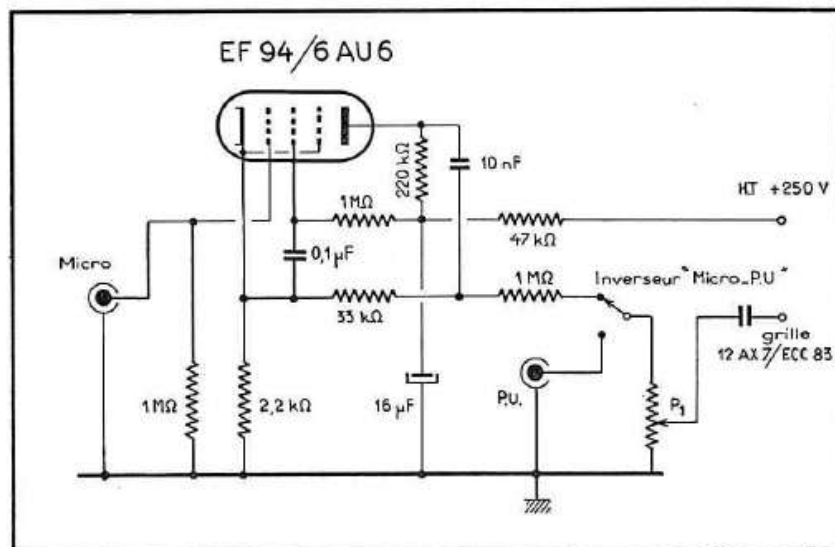 EF 94/6 AU 6
220 kΩ
10 nF
HT +250 V
1 MΩ
47 kΩ
Micro
0,1 µF
1 MΩ
Inverseur "Micro_P.U"
33 kΩ
grille
12 AX 7/ECC 83
1 MΩ
2,2 kΩ
16 µF
P.U.
P1